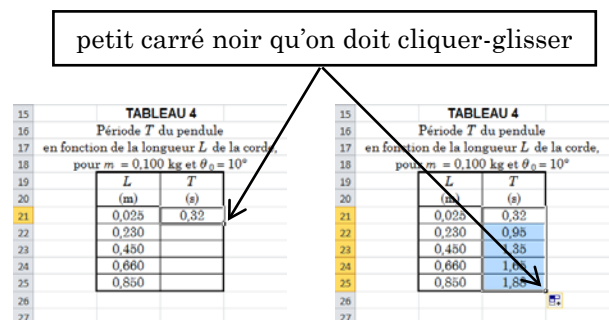 petit carré noir qu'on doit cliquer-glisser
15 TABLEAU 4
16 Période T du pendule
17 en fonction de la longueur L de la corde,
18 pour m = 0,100 kg et θ₀ = 10°
19 L T
20 (m) (s)
21 0,025 0,32
22 0,230
23 0,450
24 0,660
25 0,850
26
27
15 TABLEAU 4
16 Période T du pendule
17 en fonction de la longueur L de la corde,
18 pour m = 0,100 kg et θ₀ = 10°
19 L T
20 (m) (s)
21 0,025 0,32
22 0,230 0,95
23 0,450 1,35
24 0,660 1,65
25 0,850 1,85
26
27